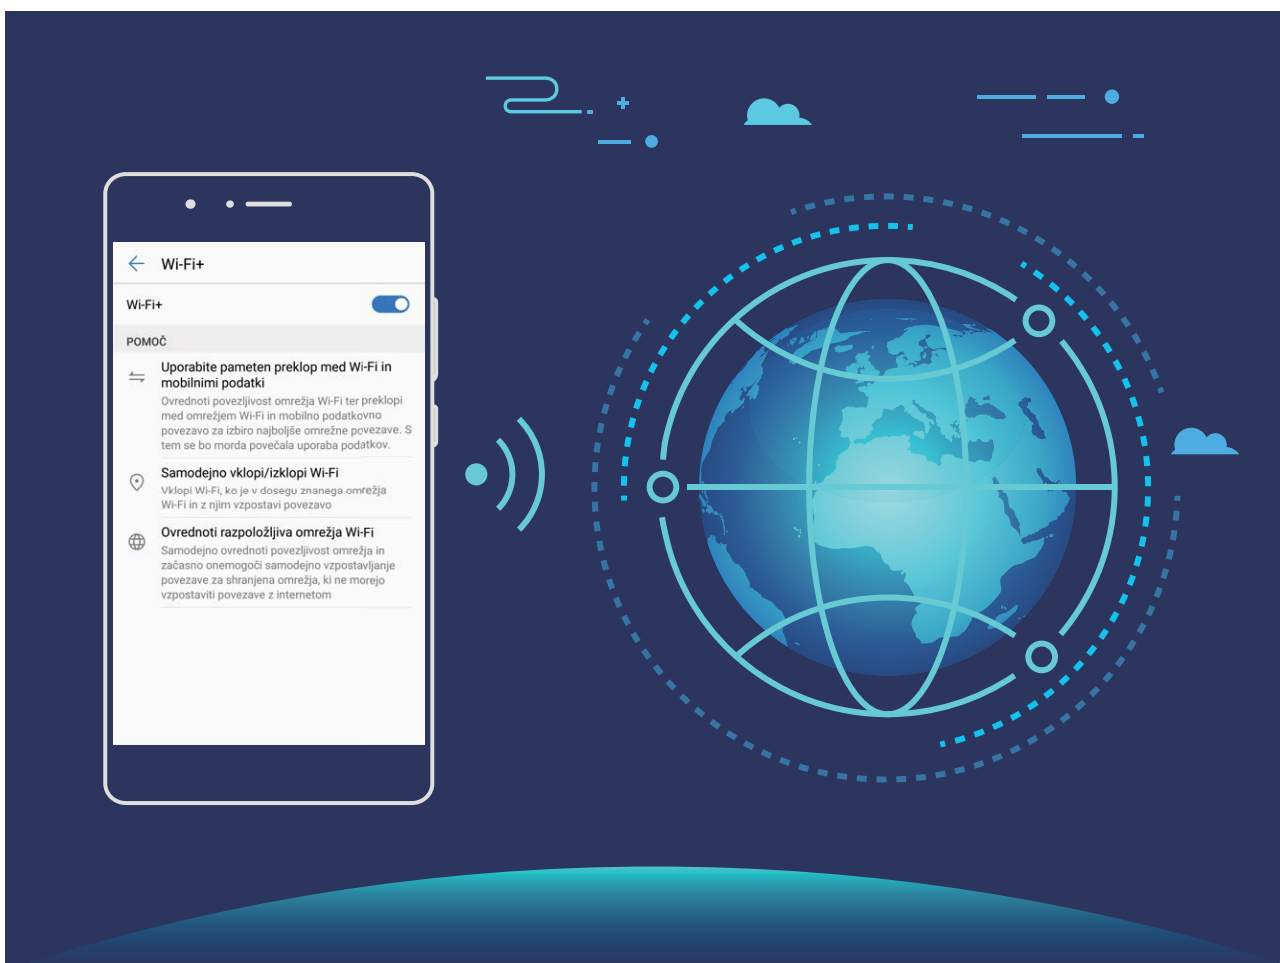 Wi-Fi+
Wi-Fi+
POMOČ
Uporabite pameten preklop med Wi-Fi in
mobilnimi podatki
Ovrednoti povezljivost omrežja Wi-Fi ter preklopi
med omrežjem Wi-Fi in mobilno podatkovno
povezavo za izbiro najboljše omrežne povezave. S
tem se bo morda povečala uporaba podatkov.
Samodejno vklopi/izklopi Wi-Fi
Vklopi Wi-Fi, ko je v dosegu znanega omrežja
Wi-Fi in z njim vzpostavi povezavo
Ovrednoti razpoložljiva omrežja Wi-Fi
Samodejno ovrednoti povezljivost omrežja in
začasno onemogoči samodejno vzpostavljanje
povezave za shranjena omrežja, ki ne morejo
vzpostaviti povezave z internetom